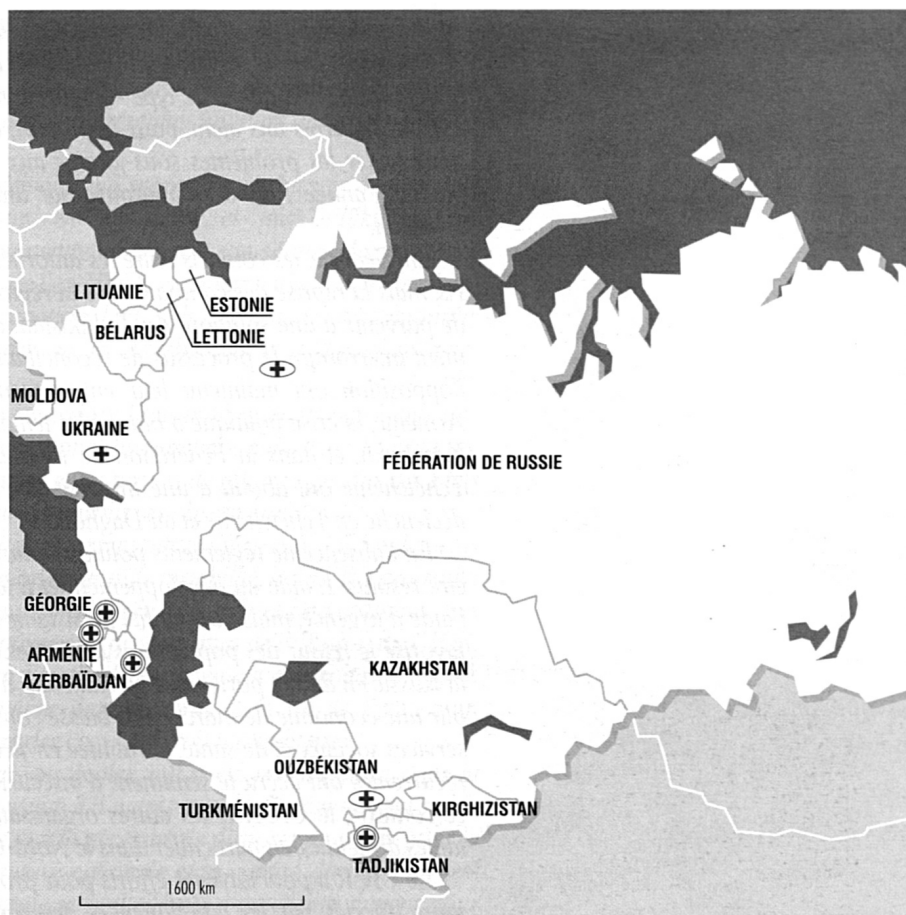 LITUANIE
ESTONIE
BÉLARUS
LETTONIE
MOLDOVA
UKRAINE
FÉDÉRATION DE RUSSIE
GÉORGIE
ARMÉNIE
AZERBAÏDJAN
KAZAKHSTAN
OUZBÉKISTAN
TURKMÉNISTAN
KIRGHIZISTAN
TADJIKISTAN
1600 km